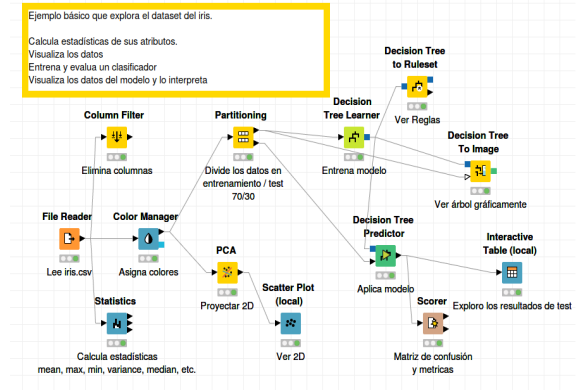 Ejemplo básico que explora el dataset del iris.
Calcula estadísticas de sus atributos.
Visualiza los datos
Entrena y evalua un clasificador
Visualiza los datos del modelo y lo interpreta
Decision Tree
to Ruleset
Ver Reglas
Column Filter
Elimina columnas
Partitioning
Divide los datos en
entrenamiento / test
70/30
Decision
Tree Learner
Entrena modelo
Decision Tree
To Image
Ver árbol gráficamente
File Reader
Lee iris.csv
Color Manager
Asigna colores
Decision Tree
Predictor
Aplica modelo
Interactive
Table (local)
Exploro los resultados de test
PCA
Proyectar 2D
Scatter Plot
(local)
Ver 2D
Statistics
Calcula estadísticas
mean, max, min, variance, median, etc.
Scorer
Matriz de confusión
y metricas